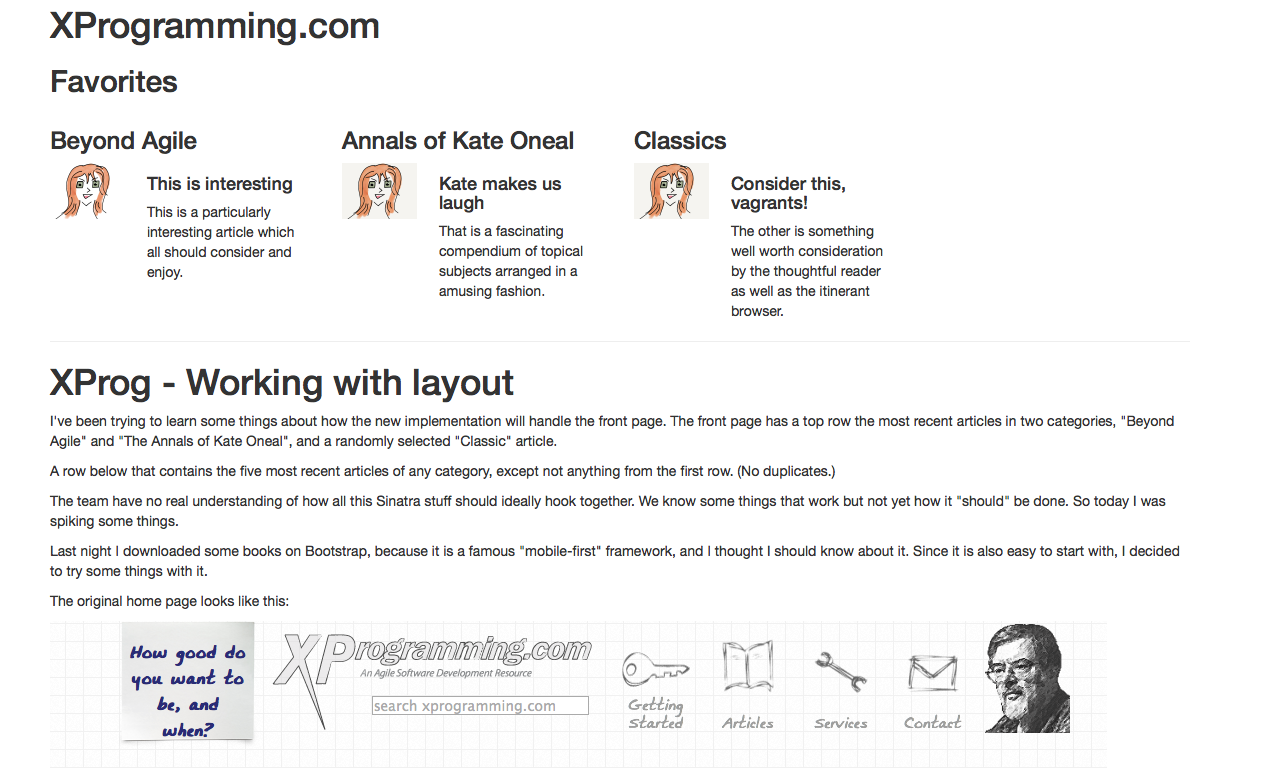 XProgramming.com
Favorites
Beyond Agile
This is interesting
This is a particularly
interesting article which
all should consider and
enjoy.
Annals of Kate Oneal
Kate makes us
laugh
That is a fascinating
compendium of topical
subjects arranged in a
amusing fashion.
Classics
Consider this,
vagrants!
The other is something
well worth consideration
by the thoughtful reader
as well as the itinerant
browser.
XProg - Working with layout
I've been trying to learn some things about how the new implementation will handle the front page. The front page has a top row the most recent articles in two categories, "Beyond
Agile" and "The Annals of Kate Oneal", and a randomly selected "Classic" article.
A row below that contains the five most recent articles of any category, except not anything from the first row. (No duplicates.)
The team have no real understanding of how all this Sinatra stuff should ideally hook together. We know some things that work but not yet how it "should" be done. So today I was
spiking some things.
Last night I downloaded some books on Bootstrap, because it is a famous "mobile-first" framework, and I thought I should know about it. Since it is also easy to start with, I decided
to try some things with it.
The original home page looks like this:
How good do
you want to
be, and
when?
XProgramming.com
An Agile Software Development Resource
search xprogramming.com
Getting
Started
Articles
Services
Contact